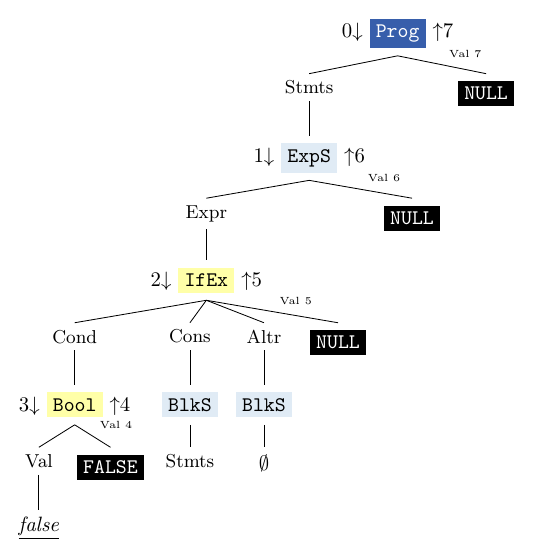 0↓ Prog ↑7
Val 7
Stmts NULL
1↓ ExpS ↑6
Val 6
Expr NULL
2↓ IfEx ↑5
Val 5
Cond Cons Altr NULL
3↓ Bool ↑4 BlkS BlkS
Val 4
Val FALSE Stmts ∅
false